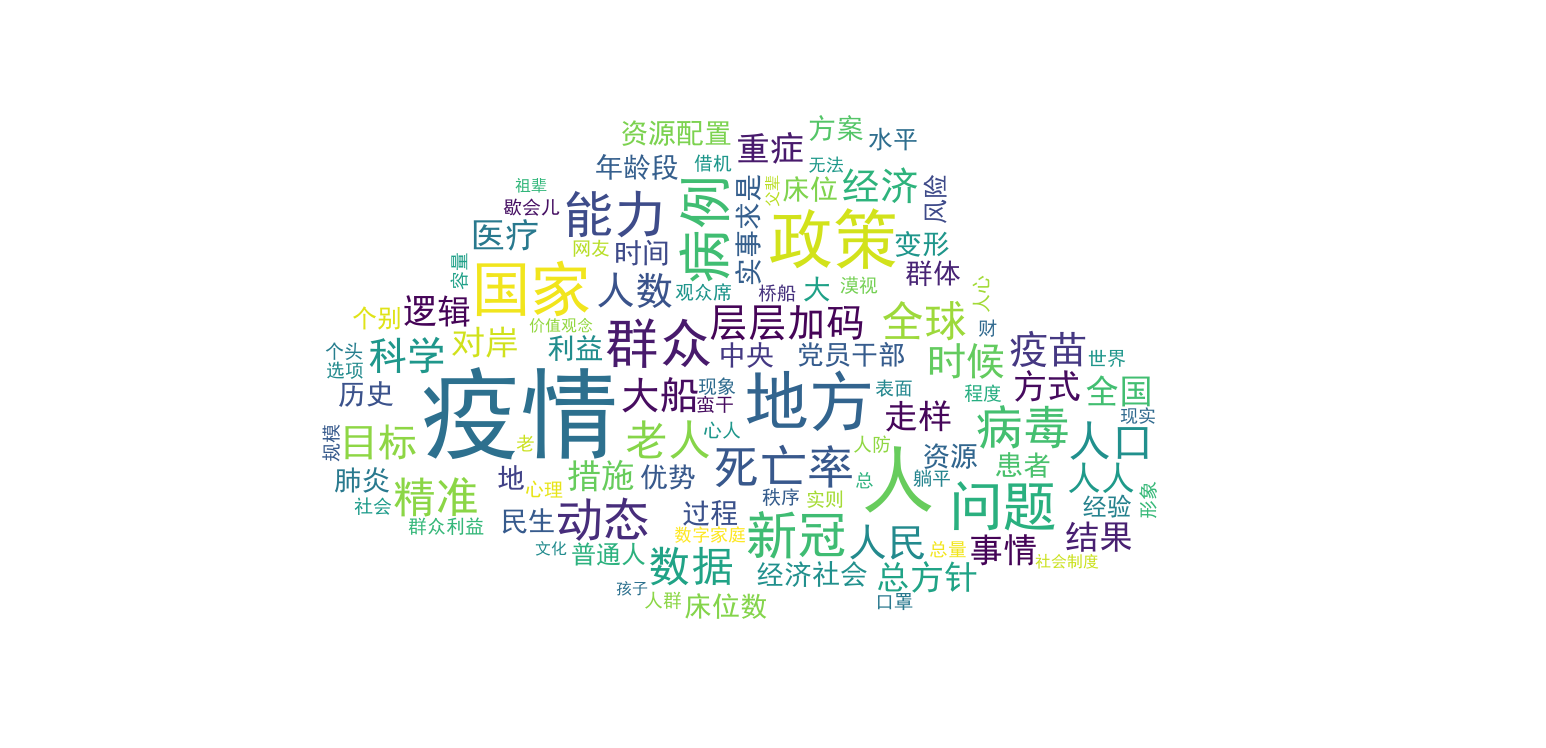 资源配置
重症
方案
水平
年龄段
借机
无法
祖辈
歇会儿
能力
病例
实事求是
父辈
床位
经济
风险
医疗
网友
时间
政策
变形
容量
国家
人数
观众席
桥船
大
漠视
群体
人心
个别
逻辑
价值观念
对岸
利益
群众
层层加码
全球
财
个头
选项
科学
中央
党员干部
时候
疫苗
世界
历史
疫情
大船
现象
蛮干
地方
表面
走样
程度
方式
全国
规模
目标
老
老人
心人
死亡率
人防
人
资源
病毒
人口
现实
肺炎
地
心理
措施
优势
总
躺平
患者
人人
社会
精准
群众利益
民生
动态
过程
秩序
实则
问题
经验
形象
文化
普通人
数字家庭
数据
新冠
人民
总量
事情
结果
社会制度
孩子
人群
床位数
经济社会
总方针
口罩